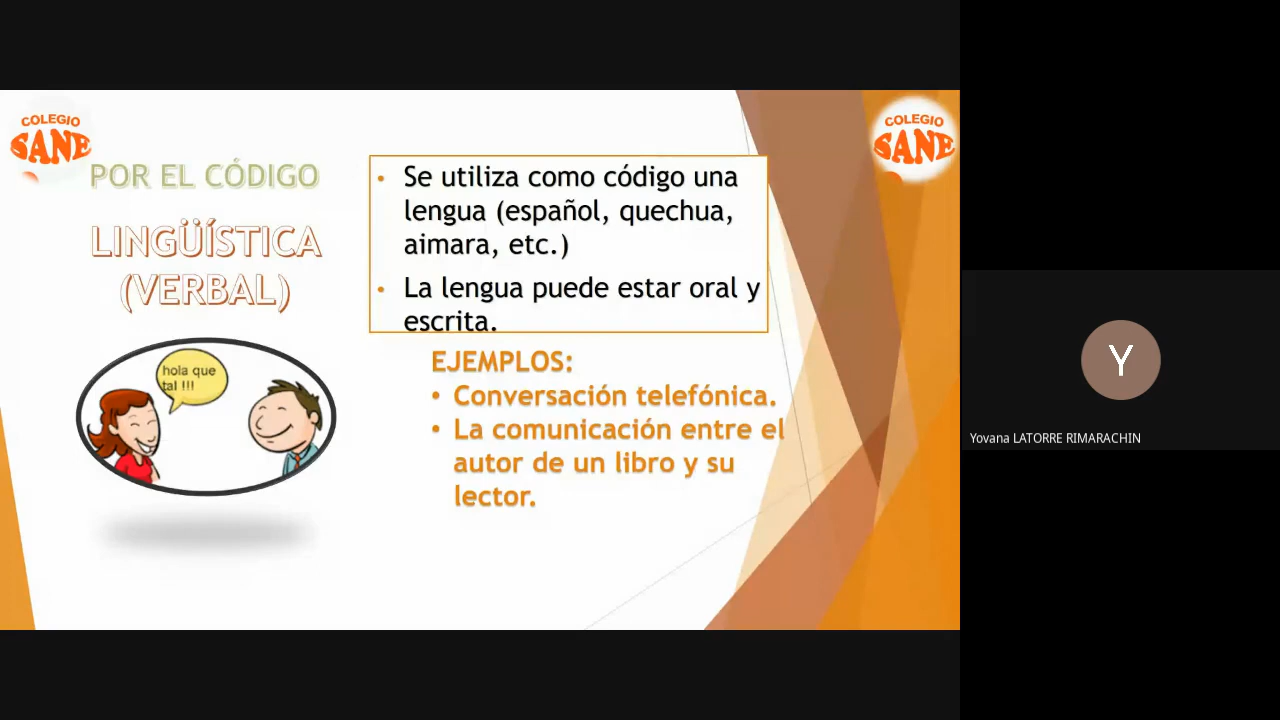 COLEGIO
SANE
COLEGIO
SANE
POR EL CÓDIGO
LINGÜÍSTICA
(VERBAL)
hola que
tal !!!
• Se utiliza como código una
lengua (español, quechua,
aimara, etc.)
• La lengua puede estar oral y
escrita.
EJEMPLOS:
• Conversación telefónica.
• La comunicación entre el
autor de un libro y su
lector.
Y
Yovana LATORRE RIMARACHIN